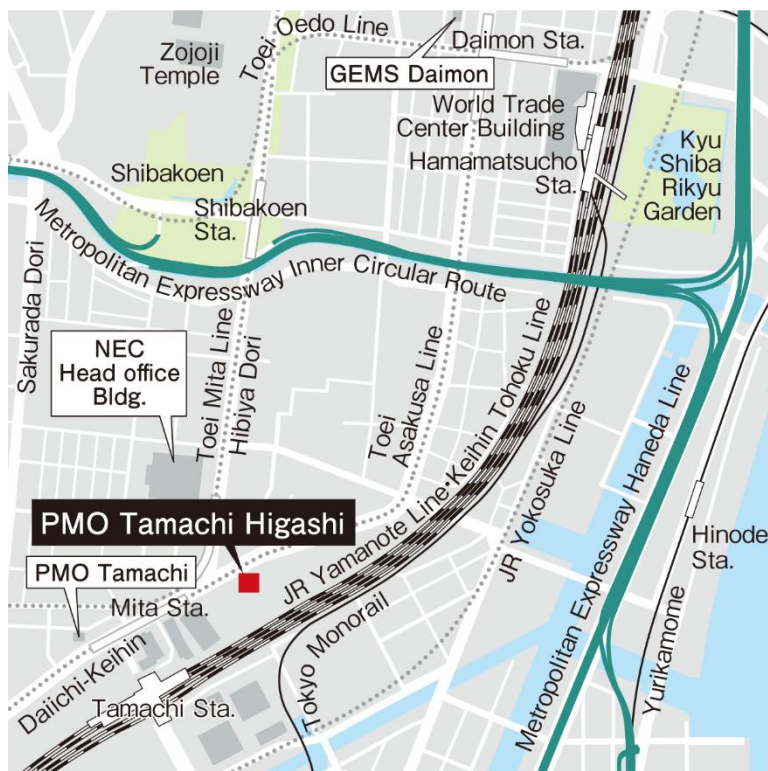 Zojoji
Temple
Toei Oedo Line
Daimon Sta.
GEMS Daimon
World Trade
Center Building
Hamamatsucho
Sta.
Kyu
Shiba
Rikyu
Garden
Shibakoen
Shibakoen
Sta.
Metropolitan Expressway Inner Circular Route
Sakurada Dori
NEC
Head office
Bldg.
Toei Mita Line
Hibiya Dori
Toei
Asakusa Line
JR Yamanote Line・Keihin Tohoku Line
JR Yokosuka Line
Metropolitan Expressway Haneda Line
Hinode
Sta.
PMO Tamachi Higashi
PMO Tamachi
Mita Sta.
Daiichi-Keihin
Tamachi Sta.
Tokyo Monorail
Yurikamome